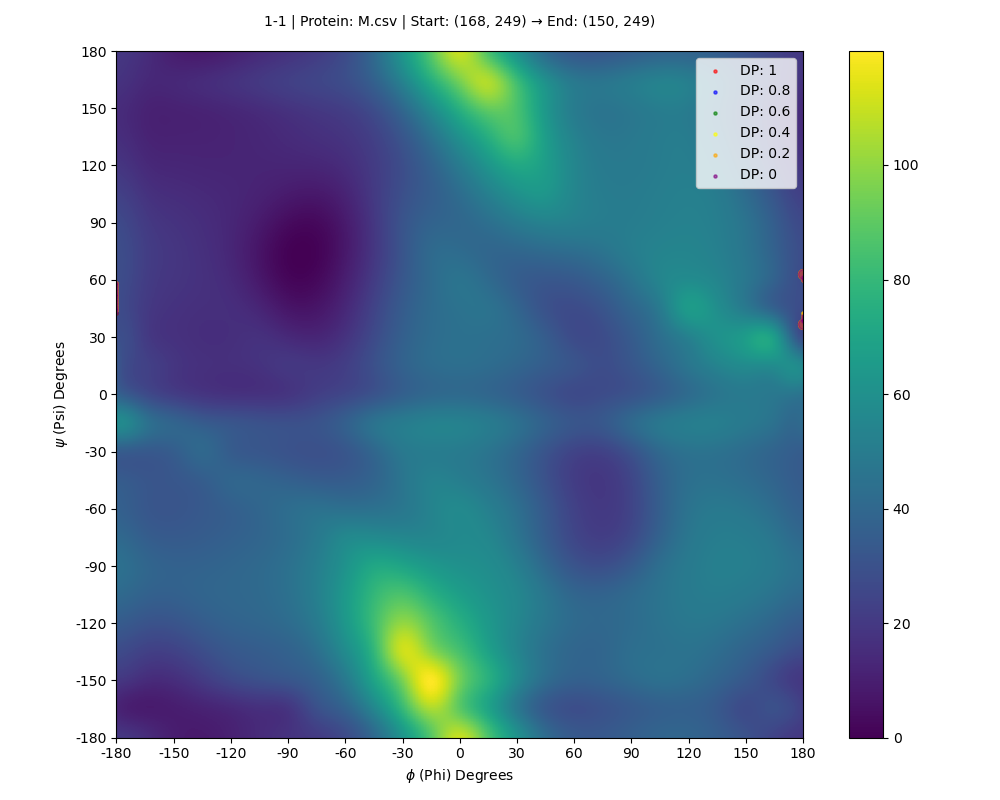 1-1 | Protein: M.csv | Start: (168, 249) → End: (150, 249)
180
150
120
90
60
30
0
-30
-60
-90
-120
-150
-180
ψ (Psi) Degrees
-180 -150 -120 -90 -60 -30 0 30 60 90 120 150 180
ϕ (Phi) Degrees
DP: 1
DP: 0.8
DP: 0.6
DP: 0.4
DP: 0.2
DP: 0
100
80
60
40
20
0